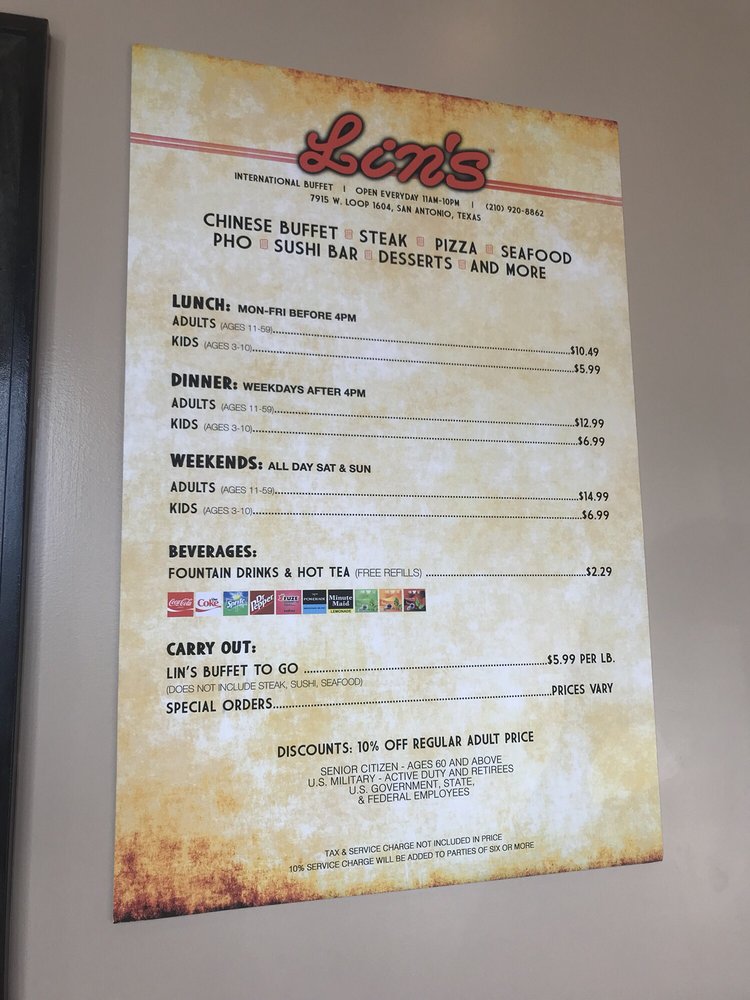 Lin's
INTERNATIONAL BUFFET | OPEN EVERYDAY 11AM-10PM | (210) 920-8862
7915 W. LOOP 1604, SAN ANTONIO, TEXAS
CHINESE BUFFET STEAK PIZZA SEAFOOD
PHO SUSHI BAR DESSERTS AND MORE
LUNCH: MON-FRI BEFORE 4PM
ADULTS (AGES 11-59) $10.49
KIDS (AGES 3-10) $5.99
DINNER: WEEKDAYS AFTER 4PM
ADULTS (AGES 11-59) $12.99
KIDS (AGES 3-10) $6.99
WEEKENDS: ALL DAY SAT & SUN
ADULTS (AGES 11-59) $14.99
KIDS (AGES 3-10) $6.99
BEVERAGES:
FOUNTAIN DRINKS & HOT TEA (FREE REFILLS) $2.29
Coca-Cola Diet Coke Sprite Dr Pepper FUZE POWERADE Minute Maid LEMONADE
CARRY OUT:
LIN'S BUFFET TO GO $5.99 PER LB.
(DOES NOT INCLUDE STEAK, SUSHI, SEAFOOD)
SPECIAL ORDERS PRICES VARY
DISCOUNTS: 10% OFF REGULAR ADULT PRICE
SENIOR CITIZEN - AGES 60 AND ABOVE
U.S. MILITARY - ACTIVE DUTY AND RETIREES
U.S. GOVERNMENT, STATE,
& FEDERAL EMPLOYEES
TAX & SERVICE CHARGE NOT INCLUDED IN PRICE
10% SERVICE CHARGE WILL BE ADDED TO PARTIES OF SIX OR MORE